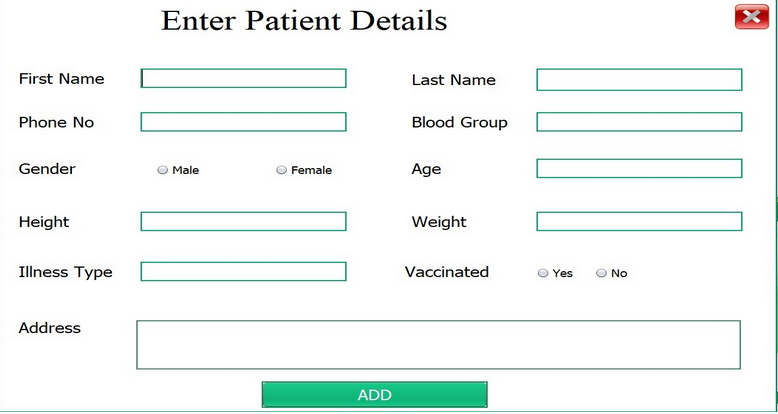 Enter Patient Details
First Name Last Name
Phone No Blood Group
Gender Male Female Age
Height Weight
Illness Type Vaccinated Yes No
Address
ADD